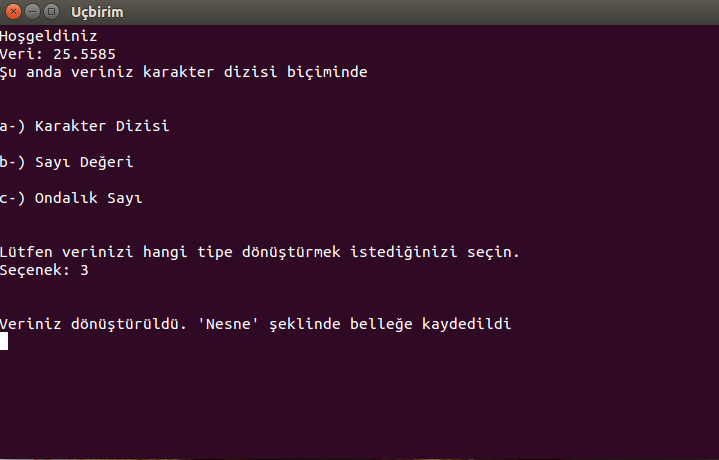 Uçbirim
Hoşgeldiniz
Veri: 25.5585
Şu anda veriniz karakter dizisi biçiminde
a-) Karakter Dizisi
b-) Sayı Değeri
c-) Ondalık Sayı
Lütfen verinizi hangi tipe dönüştürmek istediğinizi seçin.
Seçenek: 3
Veriniz dönüştürüldü. 'Nesne' şeklinde belleğe kaydedildi